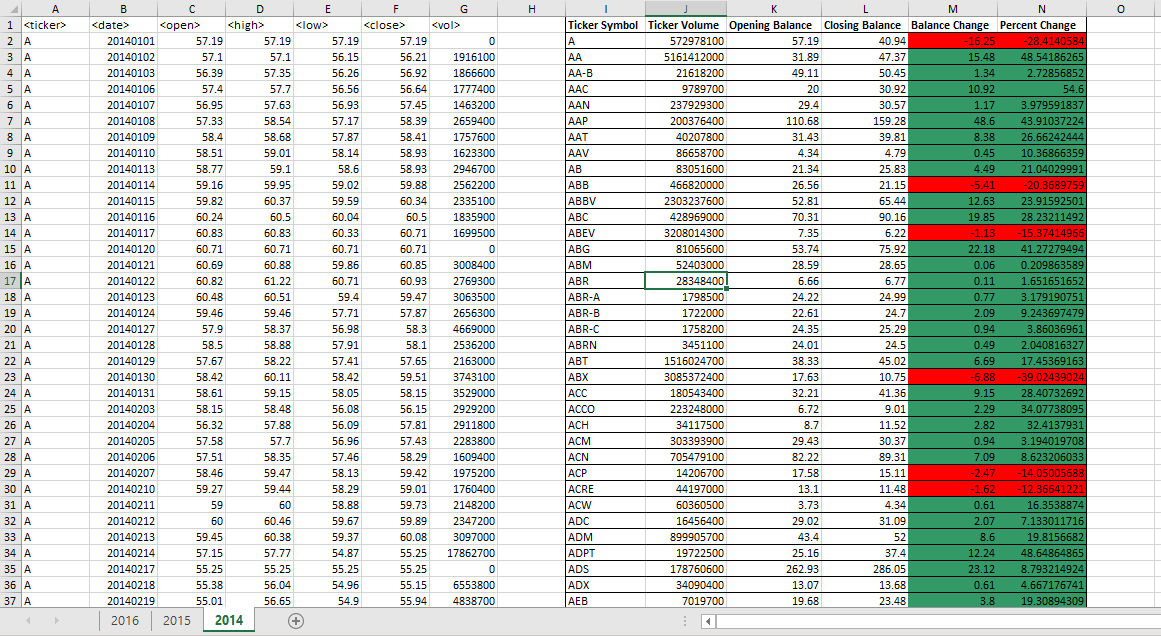 A B C D E F G H I J K L M N O
1 <ticker> <date> <open> <high> <low> <close> <vol> Ticker Symbol Ticker Volume Opening Balance Closing Balance Balance Change Percent Change
2 A 20140101 57.19 57.19 57.19 57.19 0 A 572978100 57.19 40.94 -16.25 -28.4140584
3 A 20140102 57.1 57.1 56.15 56.21 1916100 AA 5161412000 31.89 47.37 15.48 48.54186265
4 A 20140103 56.39 57.35 56.26 56.92 1866600 AA-B 21618200 49.11 50.45 1.34 2.72856852
5 A 20140106 57.4 57.7 56.56 56.64 1777400 AAC 9789700 20 30.92 10.92 54.6
6 A 20140107 56.95 57.63 56.93 57.45 1463200 AAN 237929300 29.4 30.57 1.17 3.979591837
7 A 20140108 57.33 58.54 57.17 58.39 2659400 AAP 200376400 110.68 159.28 48.6 43.91037224
8 A 20140109 58.4 58.68 57.87 58.41 1757600 AAT 40207800 31.43 39.81 8.38 26.66242444
9 A 20140110 58.51 59.01 58.14 58.93 1623300 AAV 86658700 4.34 4.79 0.45 10.36866359
10 A 20140113 58.77 59.1 58.6 58.93 2946700 AB 83051600 21.34 25.83 4.49 21.04029991
11 A 20140114 59.16 59.95 59.02 59.88 2562200 ABB 466820000 26.56 21.15 -5.41 -20.3689759
12 A 20140115 59.82 60.37 59.59 60.34 2335100 ABBV 2303237600 52.81 65.44 12.63 23.91592501
13 A 20140116 60.24 60.5 60.04 60.5 1835900 ABC 428969000 70.31 90.16 19.85 28.23211492
14 A 20140117 60.83 60.83 60.33 60.71 1699500 ABEV 3208014300 7.35 6.22 -1.13 -15.37414966
15 A 20140120 60.71 60.71 60.71 60.71 0 ABG 81065600 53.74 75.92 22.18 41.27279494
16 A 20140121 60.69 60.88 59.86 60.85 3008400 ABM 52403000 28.59 28.65 0.06 0.209863589
17 A 20140122 60.82 61.22 60.71 60.93 2769300 ABR 28348400 6.66 6.77 0.11 1.651651652
18 A 20140123 60.48 60.51 59.4 59.47 3063500 ABR-A 1798500 24.22 24.99 0.77 3.179190751
19 A 20140124 59.46 59.46 57.71 57.87 2656300 ABR-B 1722000 22.61 24.7 2.09 9.243697479
20 A 20140127 57.9 58.37 56.98 58.3 4669000 ABR-C 1758200 24.35 25.29 0.94 3.86036961
21 A 20140128 58.5 58.88 57.91 58.1 2536200 ABRN 3451100 24.01 24.5 0.49 2.040816327
22 A 20140129 57.67 58.22 57.41 57.65 2163000 ABT 1516024700 38.33 45.02 6.69 17.45369163
23 A 20140130 58.42 60.11 58.42 59.51 3743100 ABX 3085372400 17.63 10.75 -6.88 -39.02439024
24 A 20140131 58.61 59.15 58.05 58.15 3529000 ACC 180543400 32.21 41.36 9.15 28.40732692
25 A 20140203 58.15 58.48 56.08 56.15 2929200 ACCO 223248000 6.72 9.01 2.29 34.07738095
26 A 20140204 56.32 57.88 56.09 57.81 2911800 ACH 34117500 8.7 11.52 2.82 32.4137931
27 A 20140205 57.58 57.7 56.96 57.43 2283800 ACM 303393900 29.43 30.37 0.94 3.194019708
28 A 20140206 57.51 58.35 57.46 58.29 1609400 ACN 705479100 82.22 89.31 7.09 8.623206033
29 A 20140207 58.46 59.47 58.13 59.42 1975200 ACP 14206700 17.58 15.11 -2.47 -14.05005688
30 A 20140210 59.27 59.44 58.29 59.01 1760400 ACRE 44197000 13.1 11.48 -1.62 -12.36641221
31 A 20140211 59 60 58.88 59.73 2148200 ACW 60360500 3.73 4.34 0.61 16.3538874
32 A 20140212 60 60.46 59.67 59.89 2347200 ADC 16456400 29.02 31.09 2.07 7.133011716
33 A 20140213 59.45 60.38 59.37 60.08 3097000 ADM 899905700 43.4 52 8.6 19.8156682
34 A 20140214 57.15 57.77 54.87 55.25 17862700 ADPT 19722500 25.16 37.4 12.24 48.64864865
35 A 20140217 55.25 55.25 55.25 55.25 0 ADS 178760600 262.93 286.05 23.12 8.793214924
36 A 20140218 55.38 56.04 54.96 55.15 6553800 ADX 34090400 13.07 13.68 0.61 4.667176741
37 A 20140219 55.01 56.65 54.9 55.94 4838700 AEB 7019700 19.68 23.48 3.8 19.30894309
2016 2015 2014